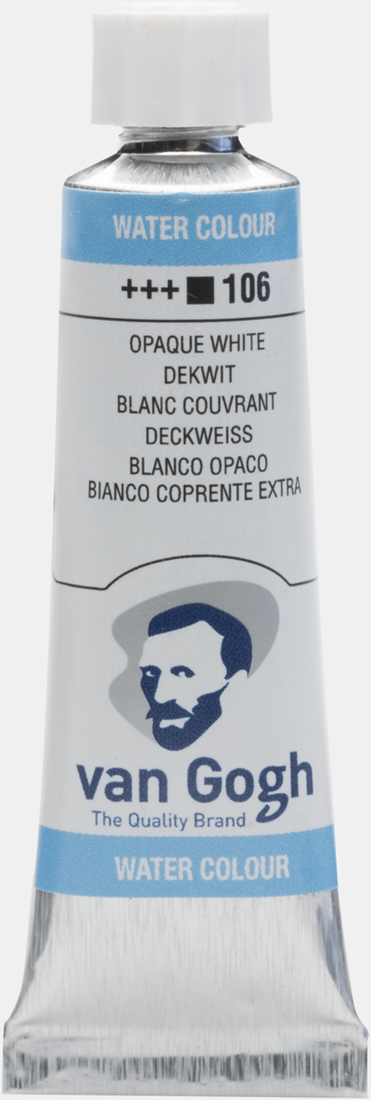 WATER COLOUR
+++■106
OPAQUE WHITE
DEKWIT
BLANC COUVRANT
DECKWEISS
BLANCO OPACO
BIANCO COPRENTE EXTRA
van Gogh
The Quality Brand
WATER COLOUR